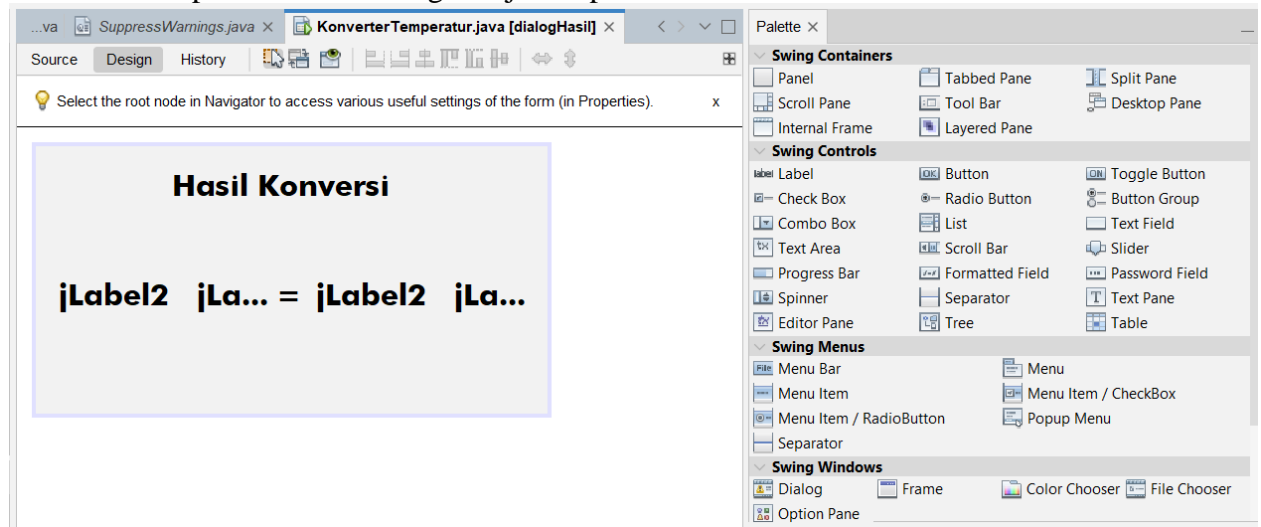 ...va SuppressWarnings.java × KonverterTemperatur.java [dialogHasil] ×
Source Design History
Select the root node in Navigator to access various useful settings of the form (in Properties). x
Hasil Konversi
jLabel2 jLa... = jLabel2 jLa...
Palette ×
Swing Containers
Panel Tabbed Pane Split Pane
Scroll Pane Tool Bar Desktop Pane
Internal Frame Layered Pane
Swing Controls
label Label OK Button ON Toggle Button
Check Box Radio Button Button Group
Combo Box List Text Field
Text Area Scroll Bar Slider
Progress Bar Formatted Field Password Field
Spinner Separator T Text Pane
Editor Pane Tree Table
Swing Menus
File Menu Bar Menu
Menu Item Menu Item / CheckBox
Menu Item / RadioButton Popup Menu
Separator
Swing Windows
Dialog Frame Color Chooser File Chooser
Option Pane